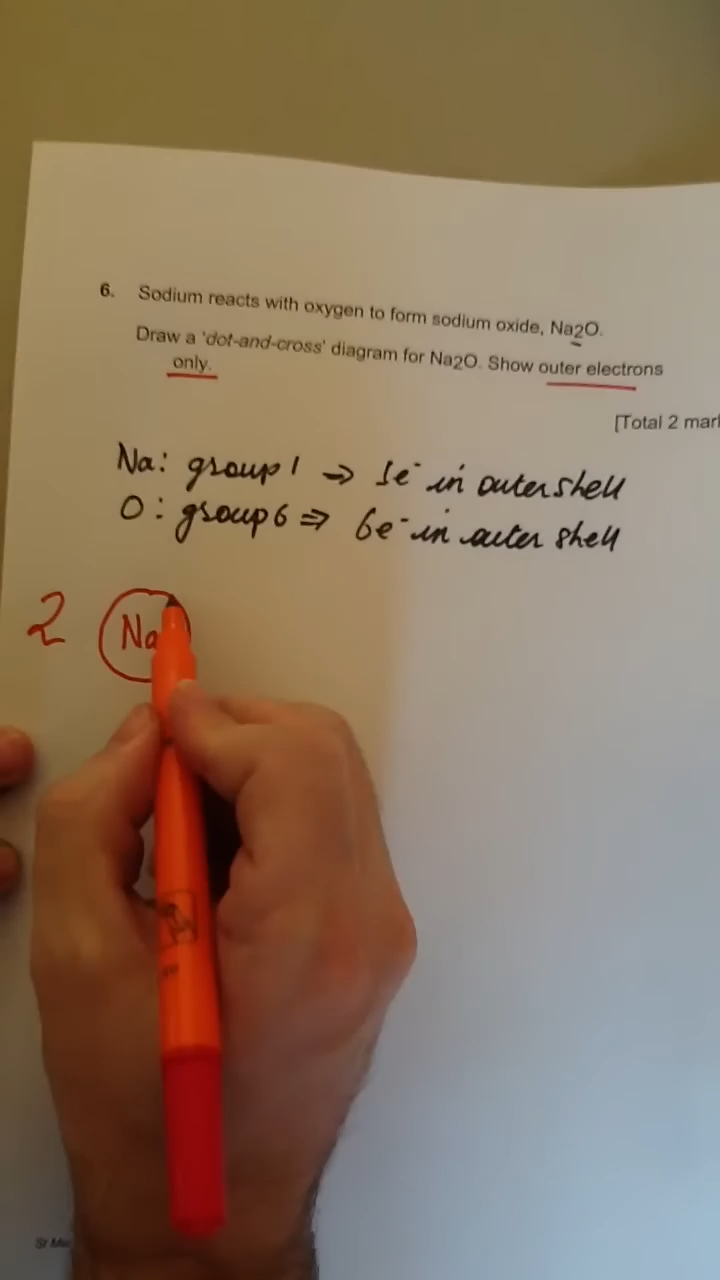 6. Sodium reacts with oxygen to form sodium oxide, Na2O.
Draw a 'dot-and-cross' diagram for Na2O. Show outer electrons
only.
[Total 2
Na: group 1 ⇒ 1e⁻ in outer shell
O: group 6 ⇒ 6e⁻ in outer shell
2 Na
St